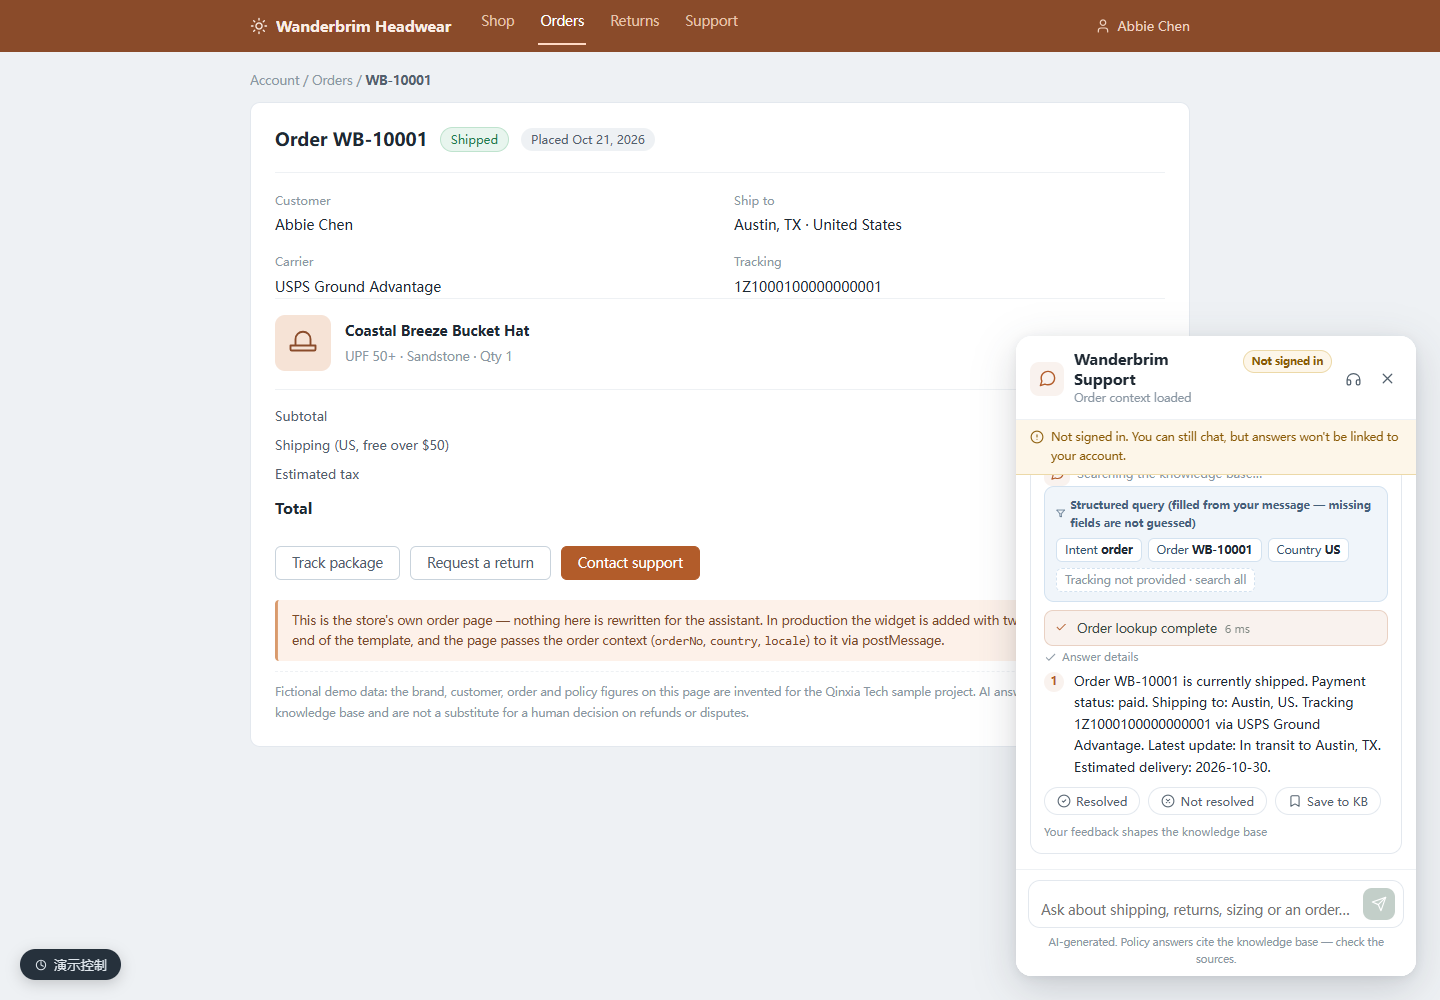 Wanderbrim Headwear
Shop
Orders
Returns
Support
Abbie Chen
Account / Orders / WB-10001
Order WB-10001
Shipped
Placed Oct 21, 2026
Customer
Ship to
Abbie Chen
Austin, TX · United States
Carrier
Tracking
USPS Ground Advantage
1Z1000100000000001
Coastal Breeze Bucket Hat
UPF 50+ · Sandstone · Qty 1
Subtotal
Shipping (US, free over $50)
Estimated tax
Total
Track package
Request a return
Contact support
This is the store's own order page — nothing here is rewritten for the assistant. In production the widget is added with tw
end of the template, and the page passes the order context (orderNo, country, locale) to it via postMessage.
Fictional demo data: the brand, customer, order and policy figures on this page are invented for the Qinxia Tech sample project. AI answ
knowledge base and are not a substitute for a human decision on refunds or disputes.
Wanderbrim
Support
Order context loaded
Not signed in
Not signed in. You can still chat, but answers won't be linked to
your account.
Searching the knowledge base...
Structured query (filled from your message — missing
fields are not guessed)
Intent order
Order WB-10001
Country US
Tracking not provided · search all
Order lookup complete 6 ms
Answer details
1
Order WB-10001 is currently shipped. Payment
status: paid. Shipping to: Austin, US. Tracking
1Z1000100000000001 via USPS Ground
Advantage. Latest update: In transit to Austin, TX.
Estimated delivery: 2026-10-30.
Resolved
Not resolved
Save to KB
Your feedback shapes the knowledge base
Ask about shipping, returns, sizing or an order...
AI-generated. Policy answers cite the knowledge base — check the
sources.
演示控制